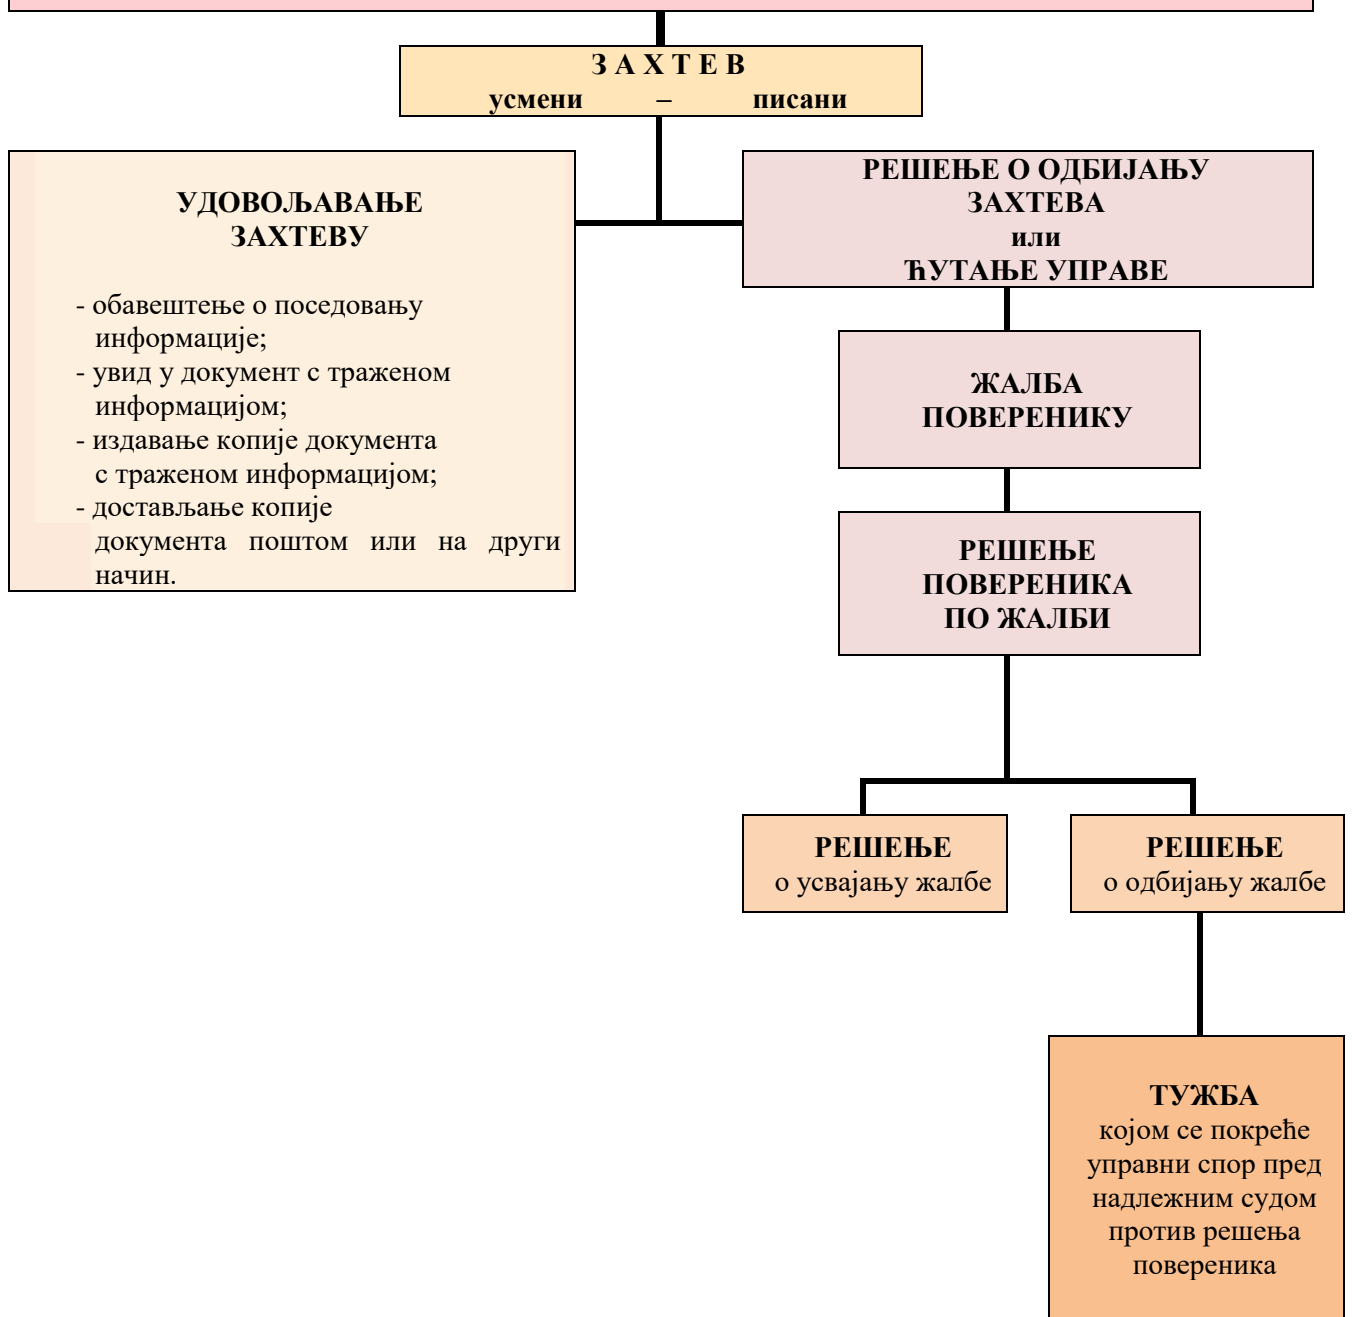 З А Х Т Е В
усмени – писани
УДОВОЉАВАЊЕ
ЗАХТЕВУ
- обавештење о поседовању
информације;
- увид у документ с траженом
информацијом;
- издавање копије документа
с траженом информацијом;
- достављање копије
документа поштом или на други
начин.
РЕШЕЊЕ О ОДБИЈАЊУ
ЗАХТЕВА
или
ЋУТАЊЕ УПРАВЕ
ЖАЛБА
ПОВЕРЕНИКУ
РЕШЕЊЕ
ПОВЕРЕНИКА
ПО ЖАЛБИ
РЕШЕЊЕ
о усвајању жалбе
РЕШЕЊЕ
о одбијању жалбе
ТУЖБА
којом се покреће
управни спор пред
надлежним судом
против решења
повереника